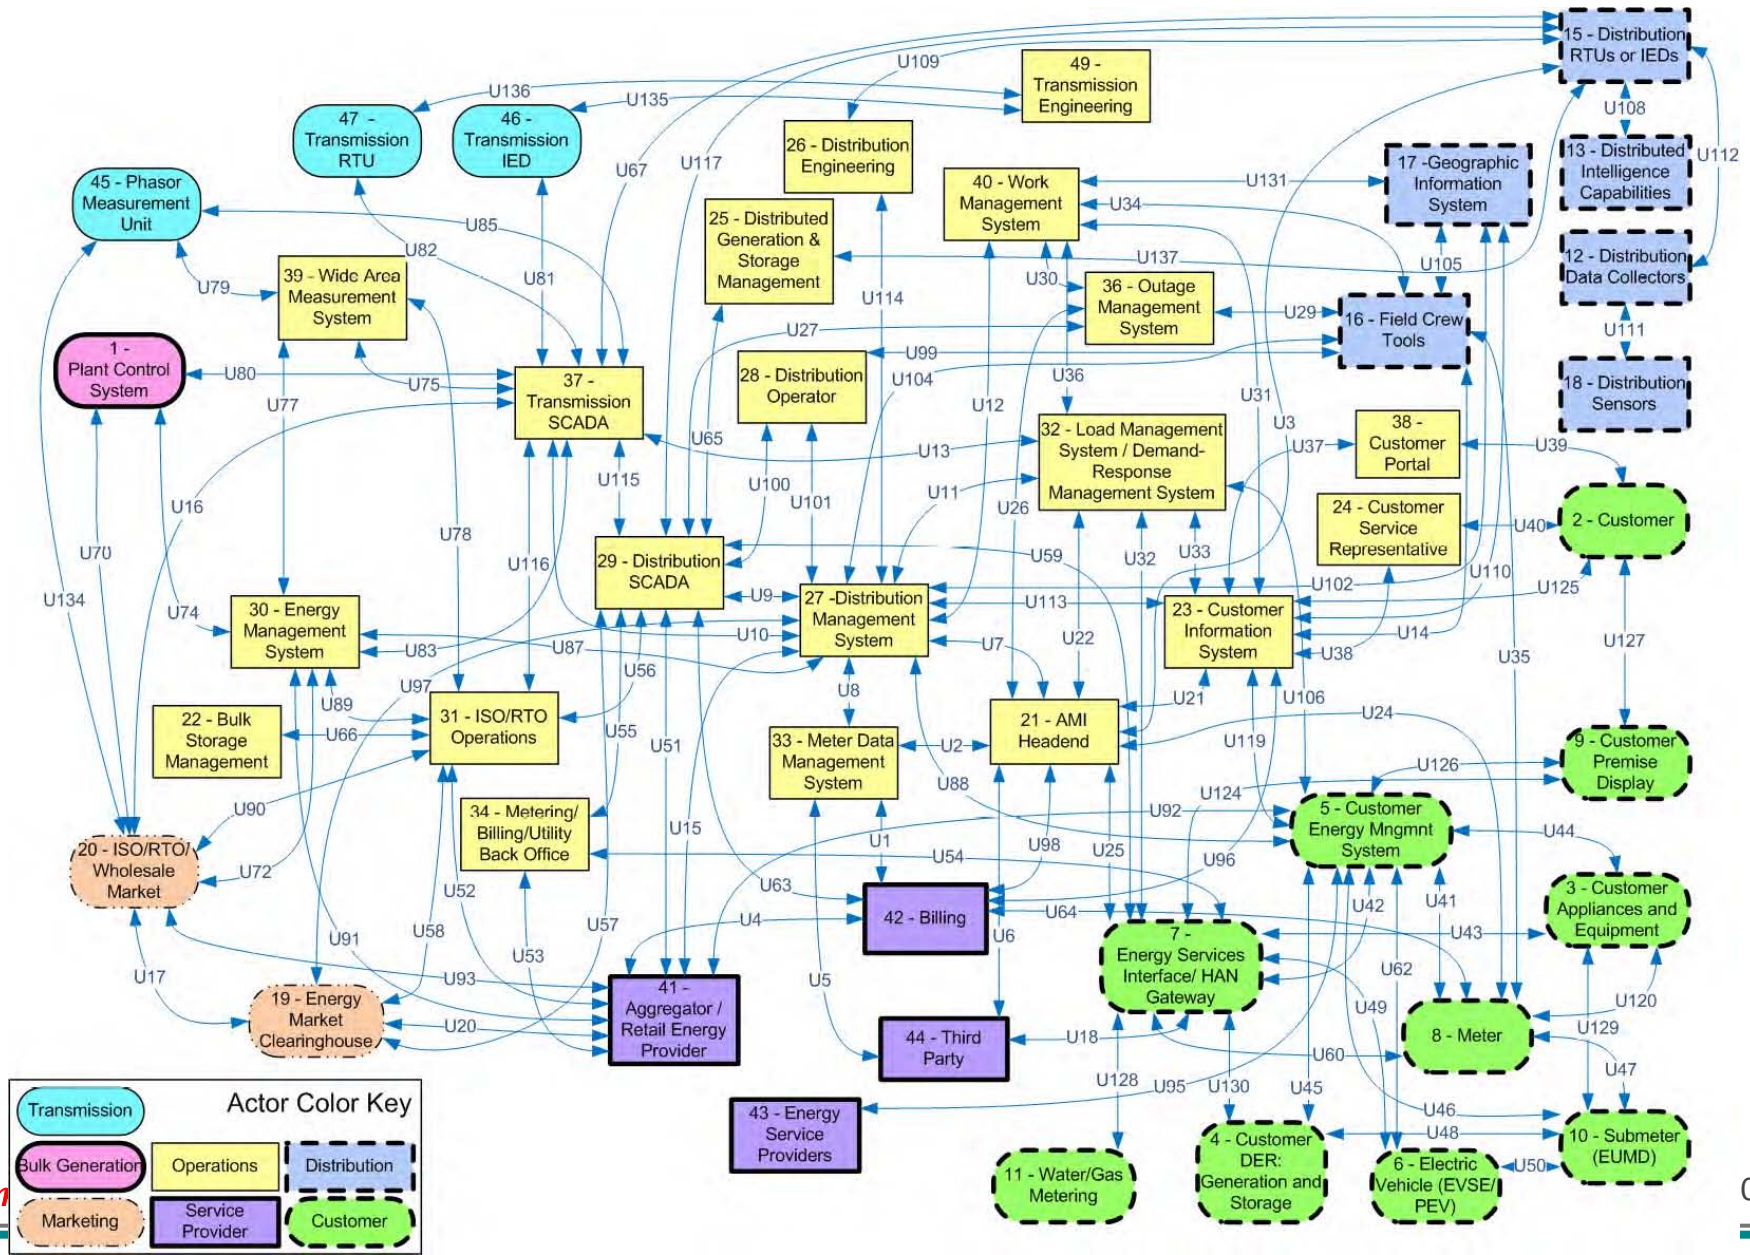 15 - Distribution
RTUs or IEDs
U109
49 -
Transmission
Engineering
U136
U135
U108
47 -
Transmission
RTU
46 -
Transmission
IED
26 - Distribution
Engineering
U67
U117
17 -Geographic
Information
System
13 - Distributed
Intelligence
Capabilities
U112
45 - Phasor
Measurement
Unit
40 - Work
Management
System
U131
U34
25 - Distributed
Generation &
Storage
Management
U85
U82
U81
U137
U105
12 - Distribution
Data Collectors
U79
39 - Wide Area
Measurement
System
U114
U30
36 - Outage
Management
System
U29
16 - Field Crew
Tools
U111
U27
1 -
Plant Control
System
U80
U75
U77
37 -
Transmission
SCADA
28 - Distribution
Operator
U99
U104
U36
U12
U31
18 - Distribution
Sensors
U3
U65
U13
32 - Load Management
System / Demand-
Response
Management System
U37
38 -
Customer
Portal
U39
U16
U115
U100
U101
U11
U26
24 - Customer
Service
Representative
U40
2 - Customer
U70
U78
U116
29 - Distribution
SCADA
U59
U32
U33
U110
U102
U125
U134
U74
30 - Energy
Management
System
U9
27 -Distribution
Management
System
U113
23 - Customer
Information
System
U14
U38
U35
U127
U83
U87
U10
U7
U22
U97
U56
U89
U8
U21
U106
U24
22 - Bulk
Storage
Management
U66
31 - ISO/RTO
Operations
U55
U51
33 - Meter Data
Management
System
U2
21 - AMI
Headend
U119
9 - Customer
Premise
Display
U126
U88
U124
U90
34 - Metering/
Billing/Utility
Back Office
U15
U92
5 - Customer
Energy Mngmnt
System
U44
U1
U98
U25
U54
U96
20 - ISO/RTO/
Wholesale
Market
U72
U52
U63
U57
42 - Billing
U4
U64
U6
U42
U41
3 - Customer
Appliances and
Equipment
U43
U91
U58
U53
U17
U93
U5
7 -
Energy Services
Interface/ HAN
Gateway
U62
U49
U120
19 - Energy
Market
Clearinghouse
U20
41 -
Aggregator /
Retail Energy
Provider
44 - Third
Party
U18
U60
8 - Meter
U129
U47
U128
U95
U130
U45
U46
U48
43 - Energy
Service
Providers
11 - Water/Gas
Metering
4 - Customer
DER:
Generation and
Storage
6 - Electric
Vehicle (EVSE/
PEV)
U50
10 - Submeter
(EUMD)
Actor Color Key
Transmission
Bulk Generation
Operations
Distribution
Marketing
Service
Provider
Customer